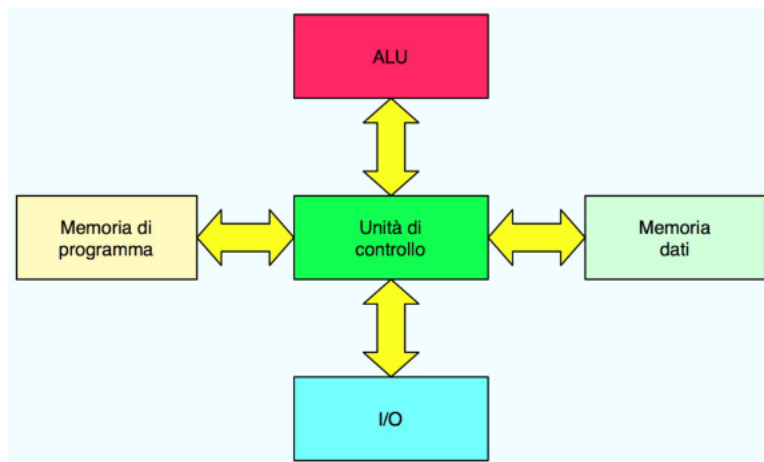 ALU
Memoria di
programma
Unità di
controllo
Memoria
dati
I/O